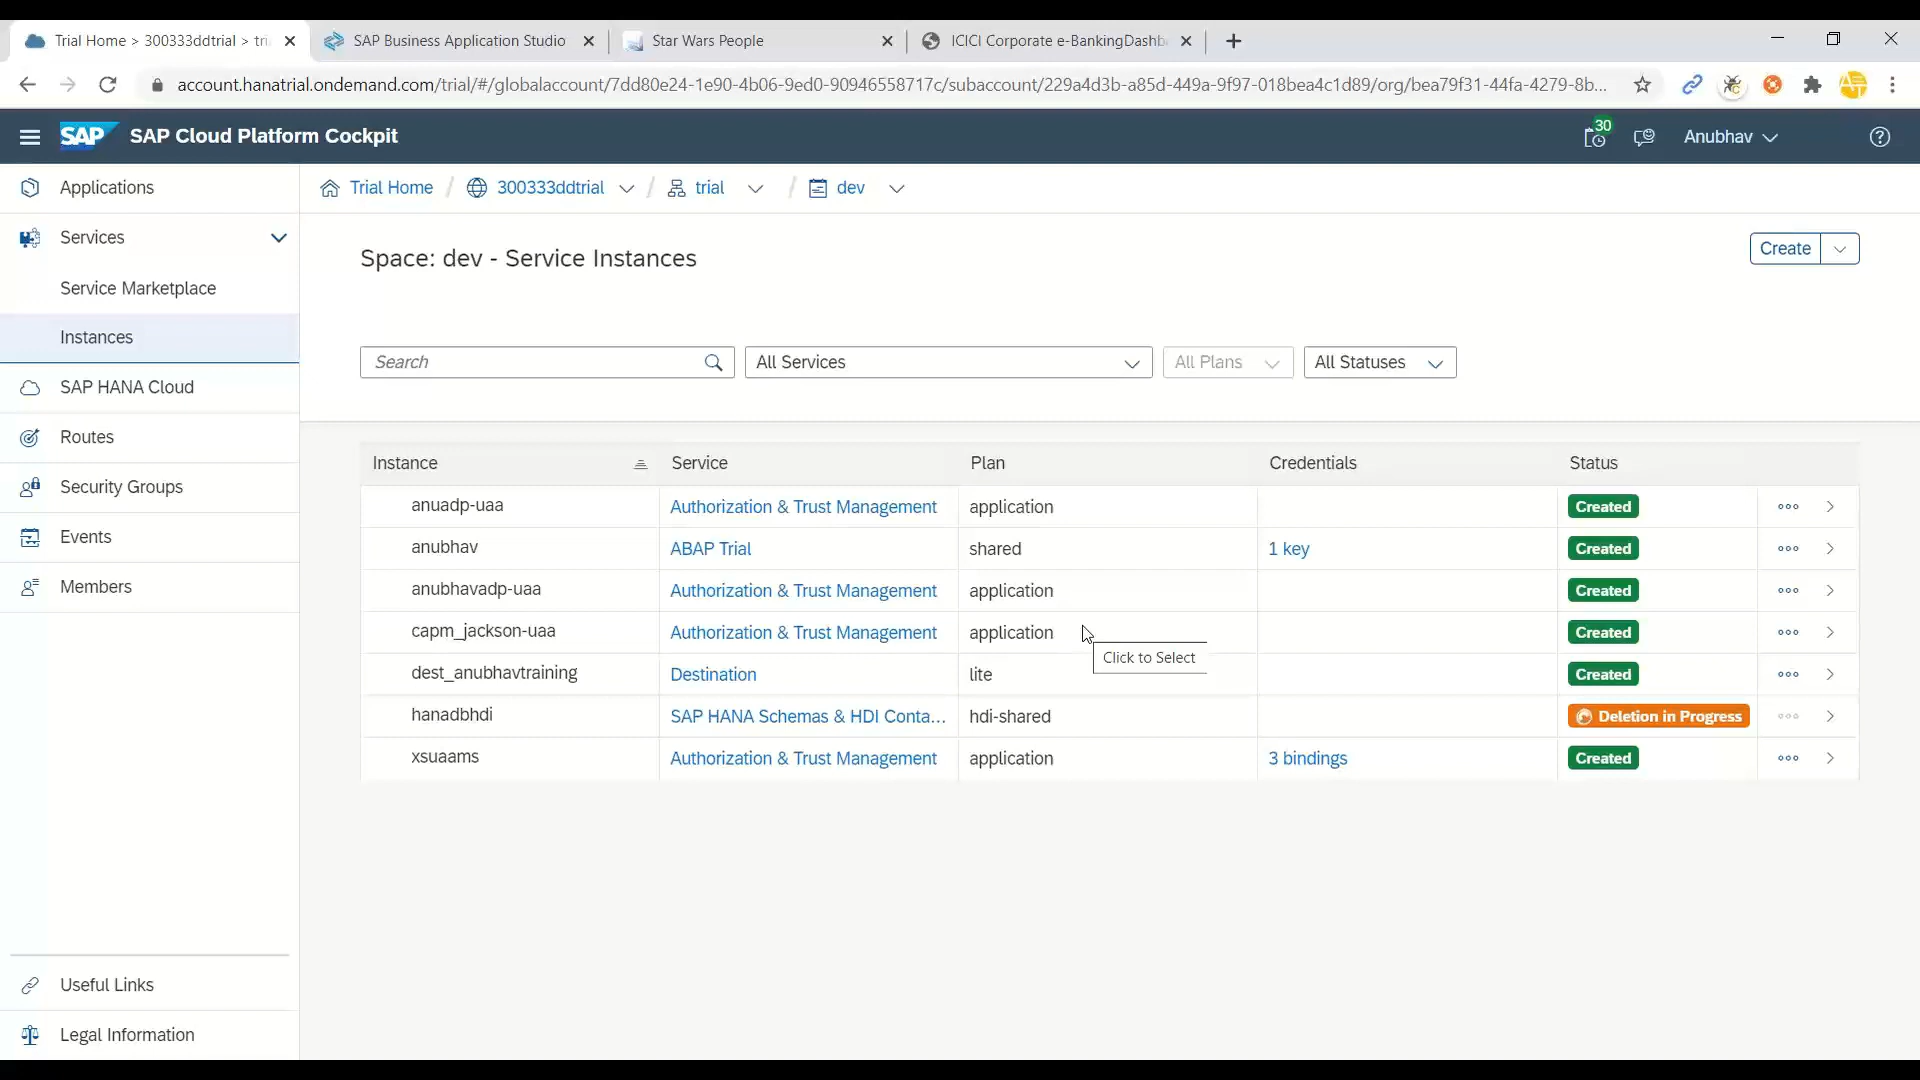 Trial Home > 300333ddtrial > tri
SAP Business Application Studio
Star Wars People
ICICI Corporate e-BankingDashb
account.hanatrial.ondemand.com/trial/#/globalaccount/7dd80e24-1e90-4b06-9ed0-90946558717c/subaccount/229a4d3b-a85d-449a-9f97-018bea4c1d89/org/bea79f31-44fa-4279-8b...
SAP SAP Cloud Platform Cockpit
30
Anubhav
Applications
Services
Service Marketplace
Instances
SAP HANA Cloud
Routes
Security Groups
Events
Members
Useful Links
Legal Information
Trial Home / 300333ddtrial / trial / dev
Space: dev - Service Instances
Create
Search
All Services
All Plans
All Statuses
Instance Service Plan Credentials Status
anuadp-uaa Authorization & Trust Management application Created
anubhav ABAP Trial shared 1 key Created
anubhavadp-uaa Authorization & Trust Management application Created
capm_jackson-uaa Authorization & Trust Management application Created
Click to Select
dest_anubhavtraining Destination lite Created
hanadbhdi SAP HANA Schemas & HDI Conta... hdi-shared Deletion in Progress
xsuaams Authorization & Trust Management application 3 bindings Created